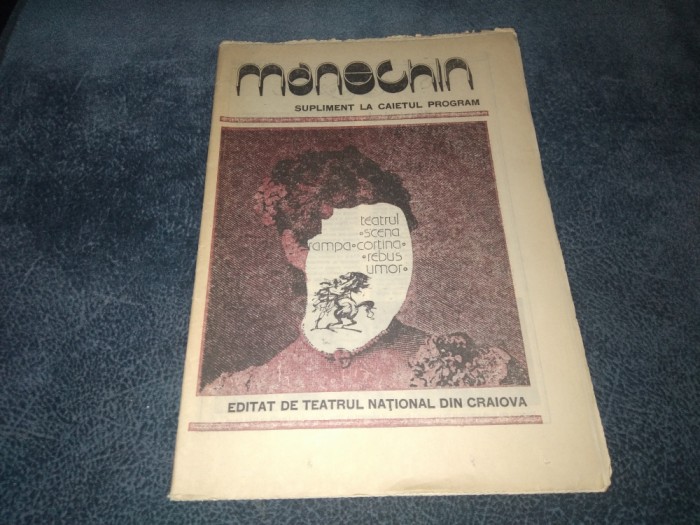 manechin
SUPLIMENT LA CAIETUL PROGRAM
teatrul
•scena
rampa•cortina•
•rebus
umor•
EDITAT DE TEATRUL NAȚIONAL DIN CRAIOVA